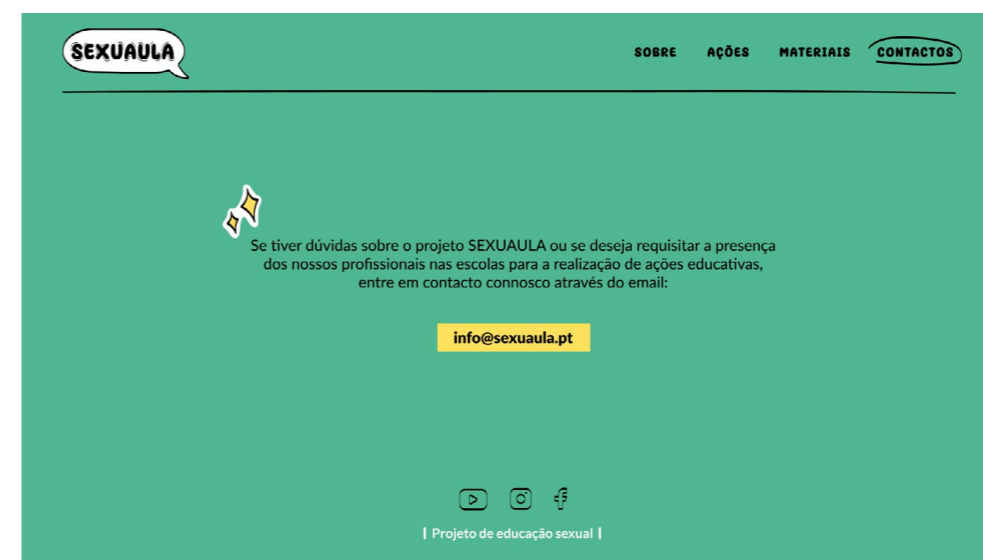 SEXUAULA
SOBRE AÇÕES MATERIAIS CONTACTOS
Se tiver dúvidas sobre o projeto SEXUAULA ou se deseja requisitar a presença
dos nossos profissionais nas escolas para a realização de ações educativas,
entre em contacto connosco através do email:
info@sexuaula.pt
| Projeto de educação sexual |